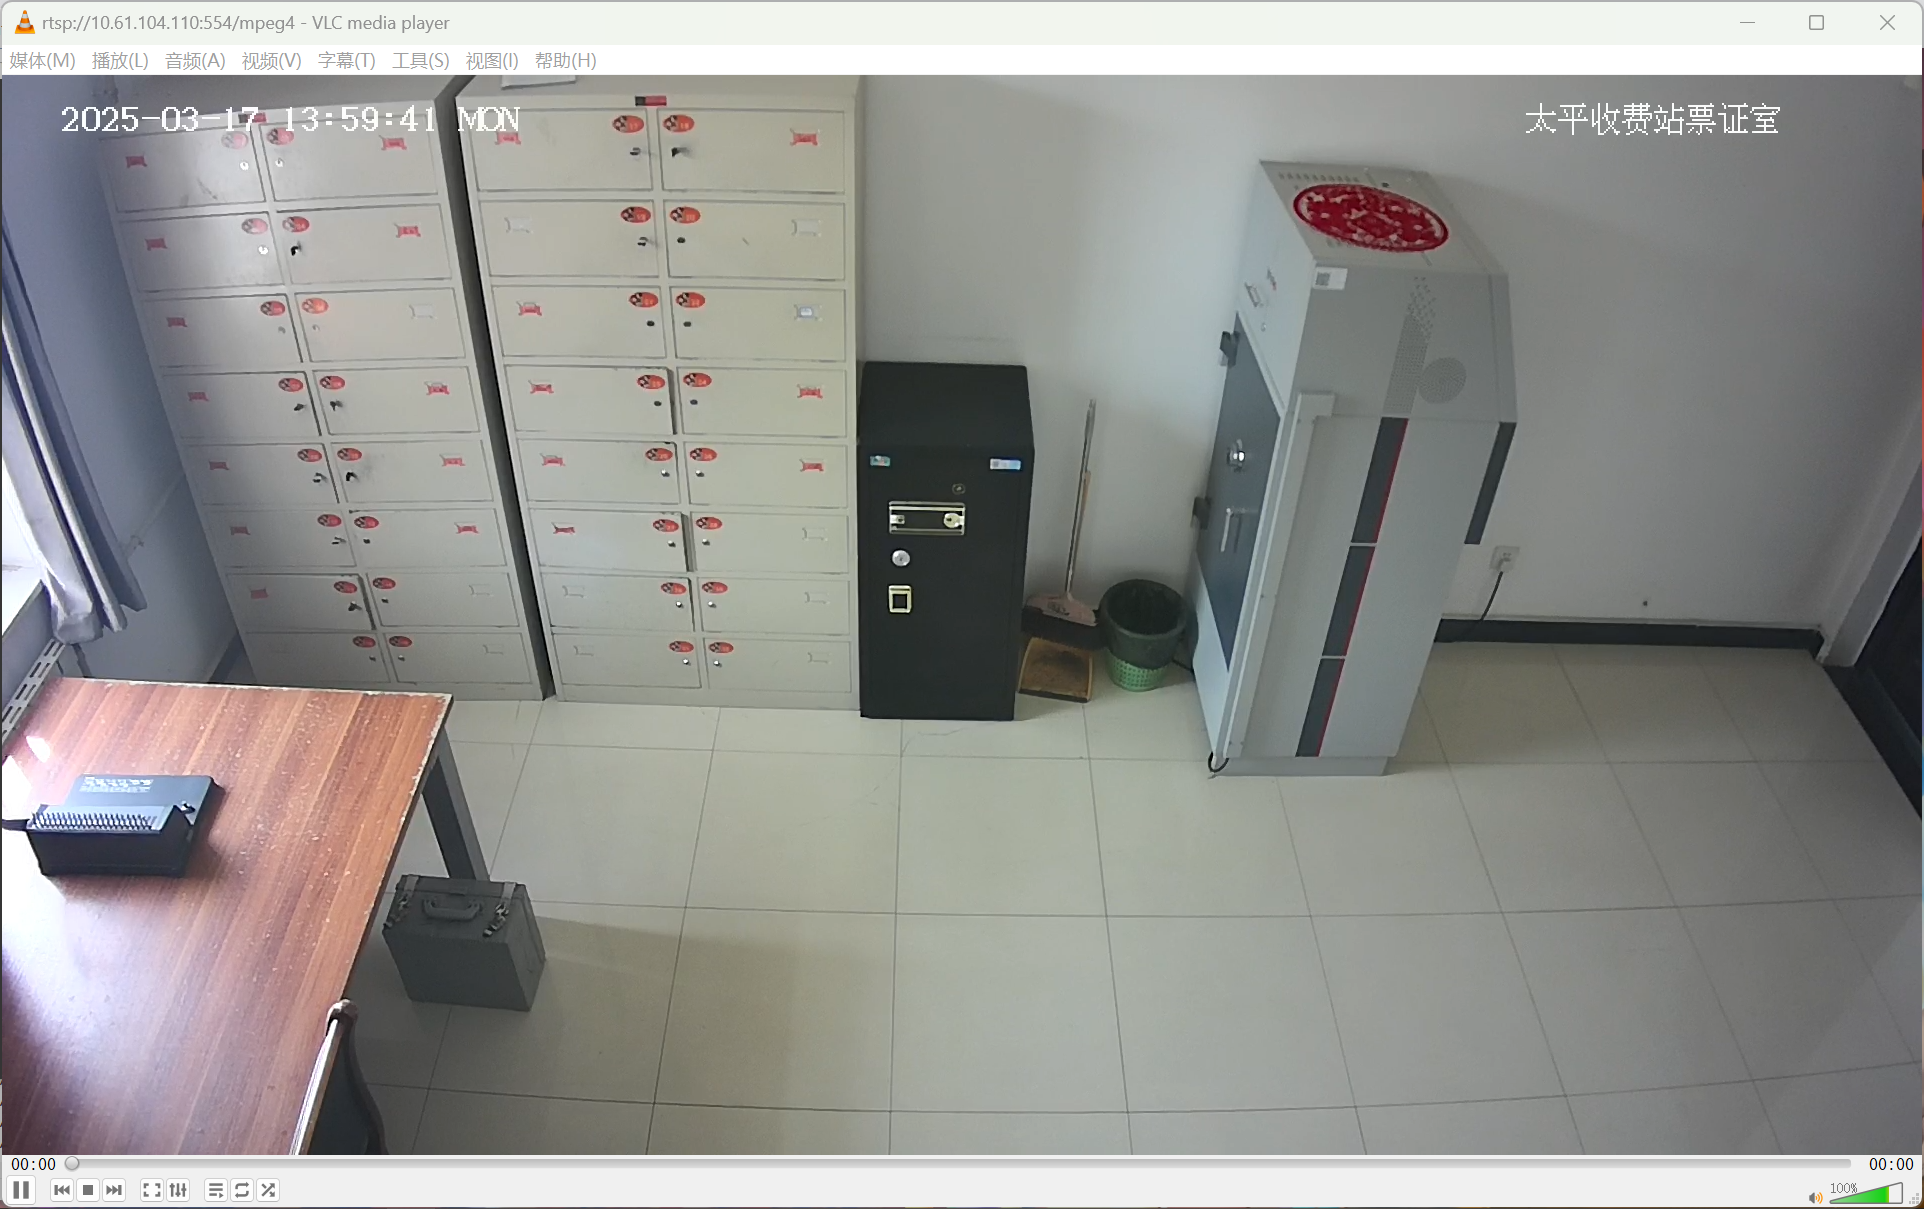 rtsp://10.61.104.110:554/mpeg4 - VLC media player
媒体(M) 播放(L) 音频(A) 视频(V) 字幕(T) 工具(S) 视图(I) 帮助(H)
2025-03-17 13:59:41 MON
太平收费站票证室
00:00
00:00
100%